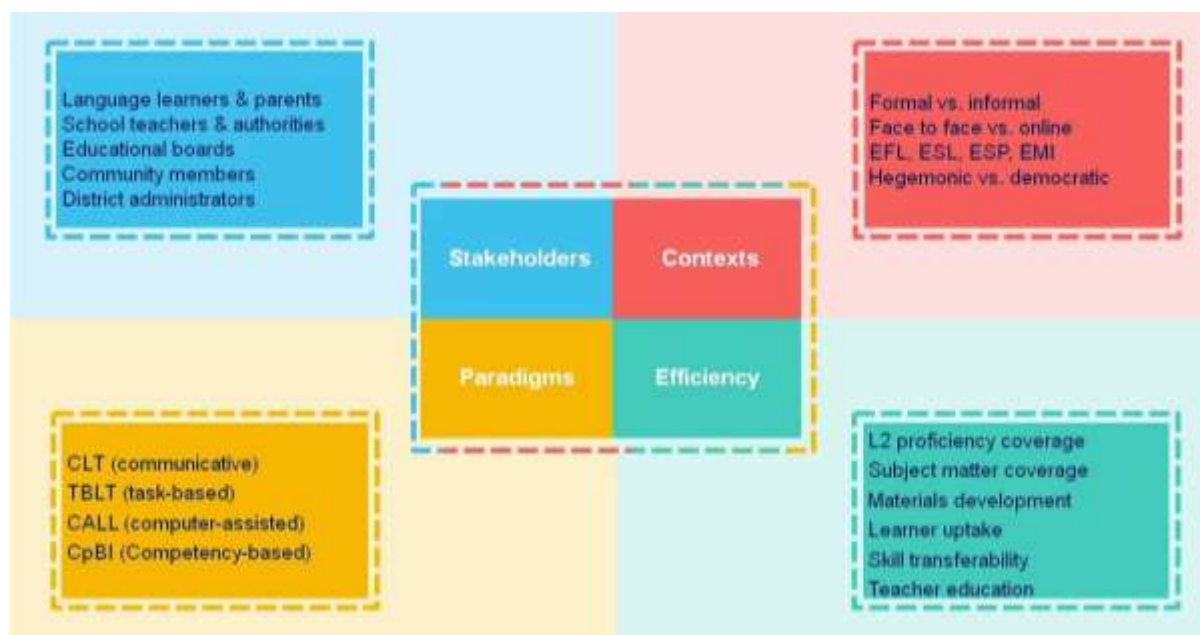 Language learners & parents
School teachers & authorities
Educational boards
Community members
District administrators
Formal vs. informal
Face to face vs. online
EFL, ESL, ESP, EMI
Hegemonic vs. democratic
Stakeholders
Contexts
Paradigms
Efficiency
CLT (communicative)
TBLT (task-based)
CALL (computer-assisted)
CpBI (Competency-based)
L2 proficiency coverage
Subject matter coverage
Materials development
Learner uptake
Skill transferability
Teacher education